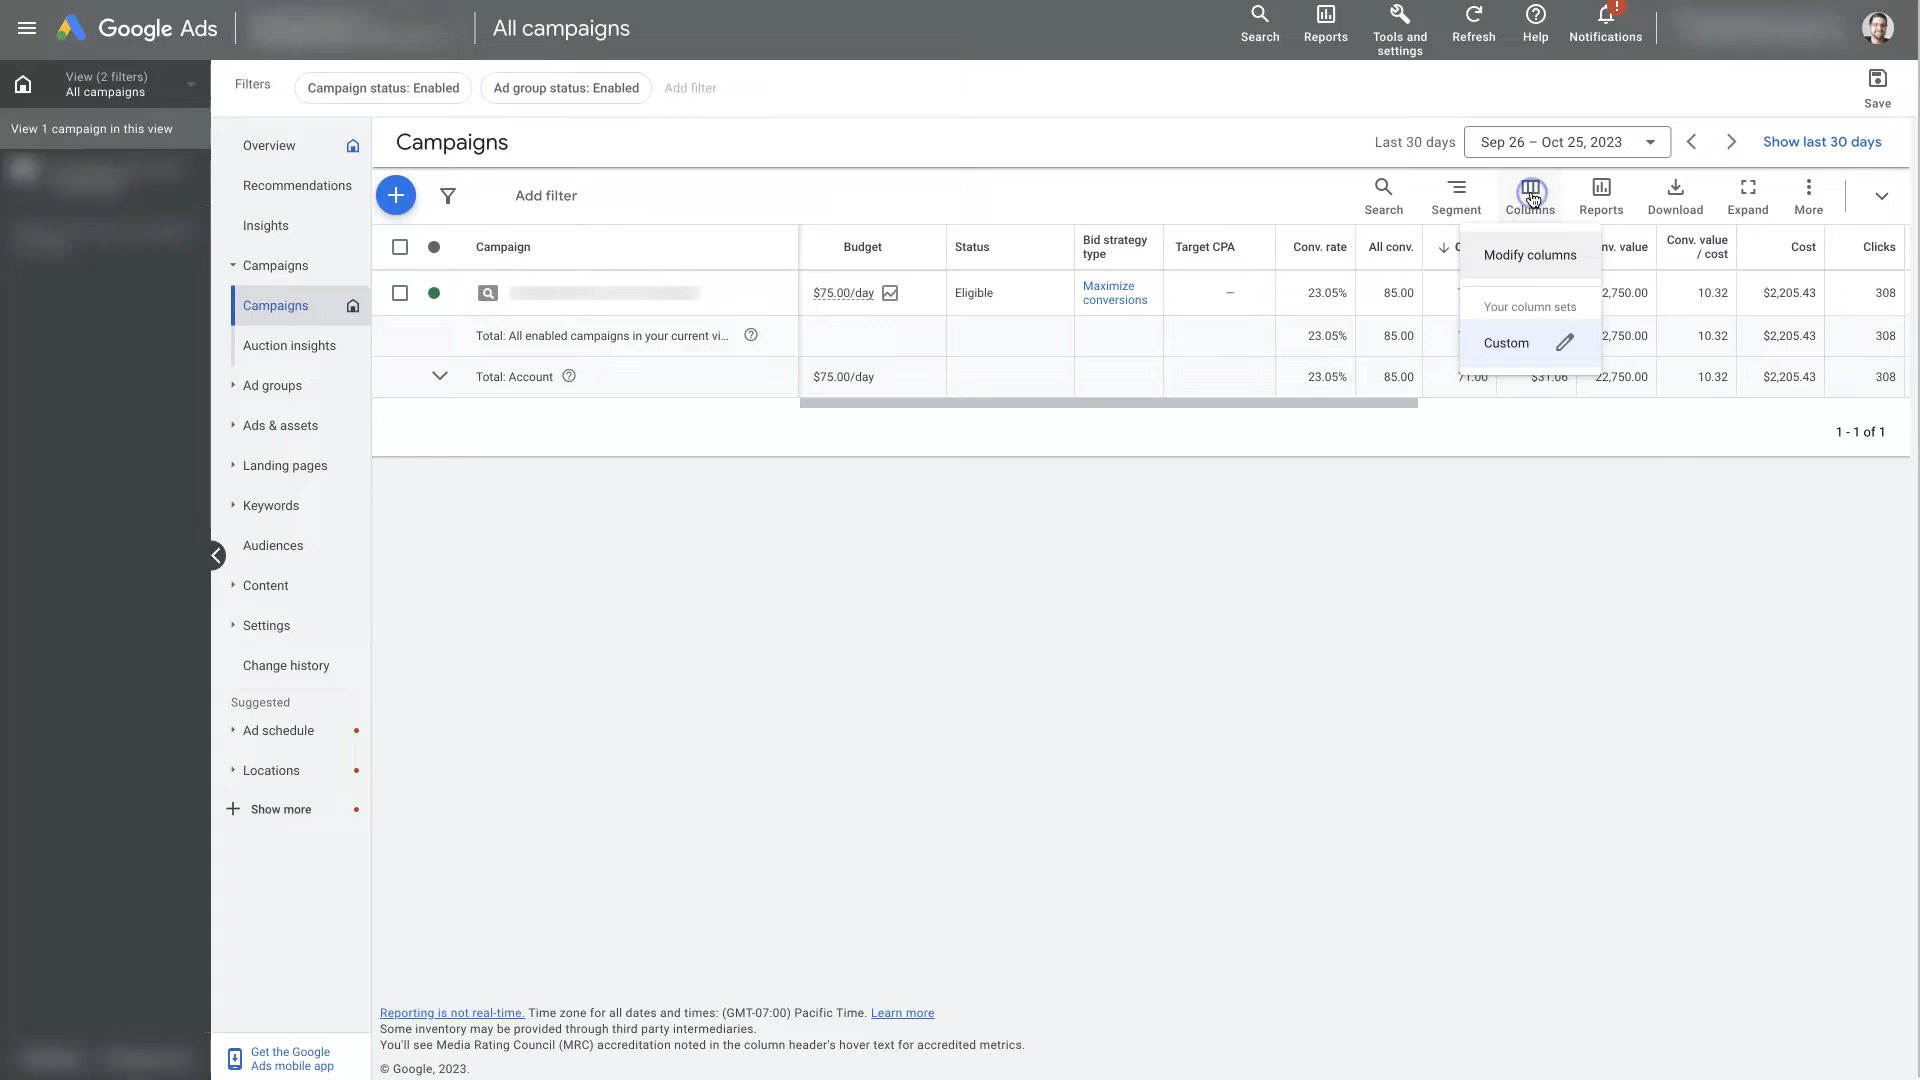 Google Ads
All campaigns
Search
Reports
Tools and
settings
Refresh
Help
Notifications
!
View (2 filters)
All campaigns
View 1 campaign in this view
Filters
Campaign status: Enabled
Ad group status: Enabled
Add filter
Save
Overview
Recommendations
Insights
Campaigns
Campaigns
Auction insights
Ad groups
Ads & assets
Landing pages
Keywords
Audiences
Content
Settings
Change history
Suggested
Ad schedule
Locations
Show more
Get the Google
Ads mobile app
Campaigns
Last 30 days
Sep 26 – Oct 25, 2023
Show last 30 days
Add filter
Search
Segment
Columns
Reports
Download
Expand
More
Campaign
Budget
Status
Bid strategy
type
Target CPA
Conv. rate
All conv.
nv. value
Conv. value
/ cost
Cost
Clicks
Modify columns
Your column sets
Custom
$75.00/day
Eligible
Maximize
conversions
—
23.05%
85.00
2,750.00
10.32
$2,205.43
308
Total: All enabled campaigns in your current vi...
23.05%
85.00
2,750.00
10.32
$2,205.43
308
Total: Account
$75.00/day
23.05%
85.00
71.00
$31.06
22,750.00
10.32
$2,205.43
308
1 - 1 of 1
Reporting is not real-time. Time zone for all dates and times: (GMT-07:00) Pacific Time. Learn more
Some inventory may be provided through third party intermediaries.
You'll see Media Rating Council (MRC) accreditation noted in the column header's hover text for accredited metrics.
© Google, 2023.